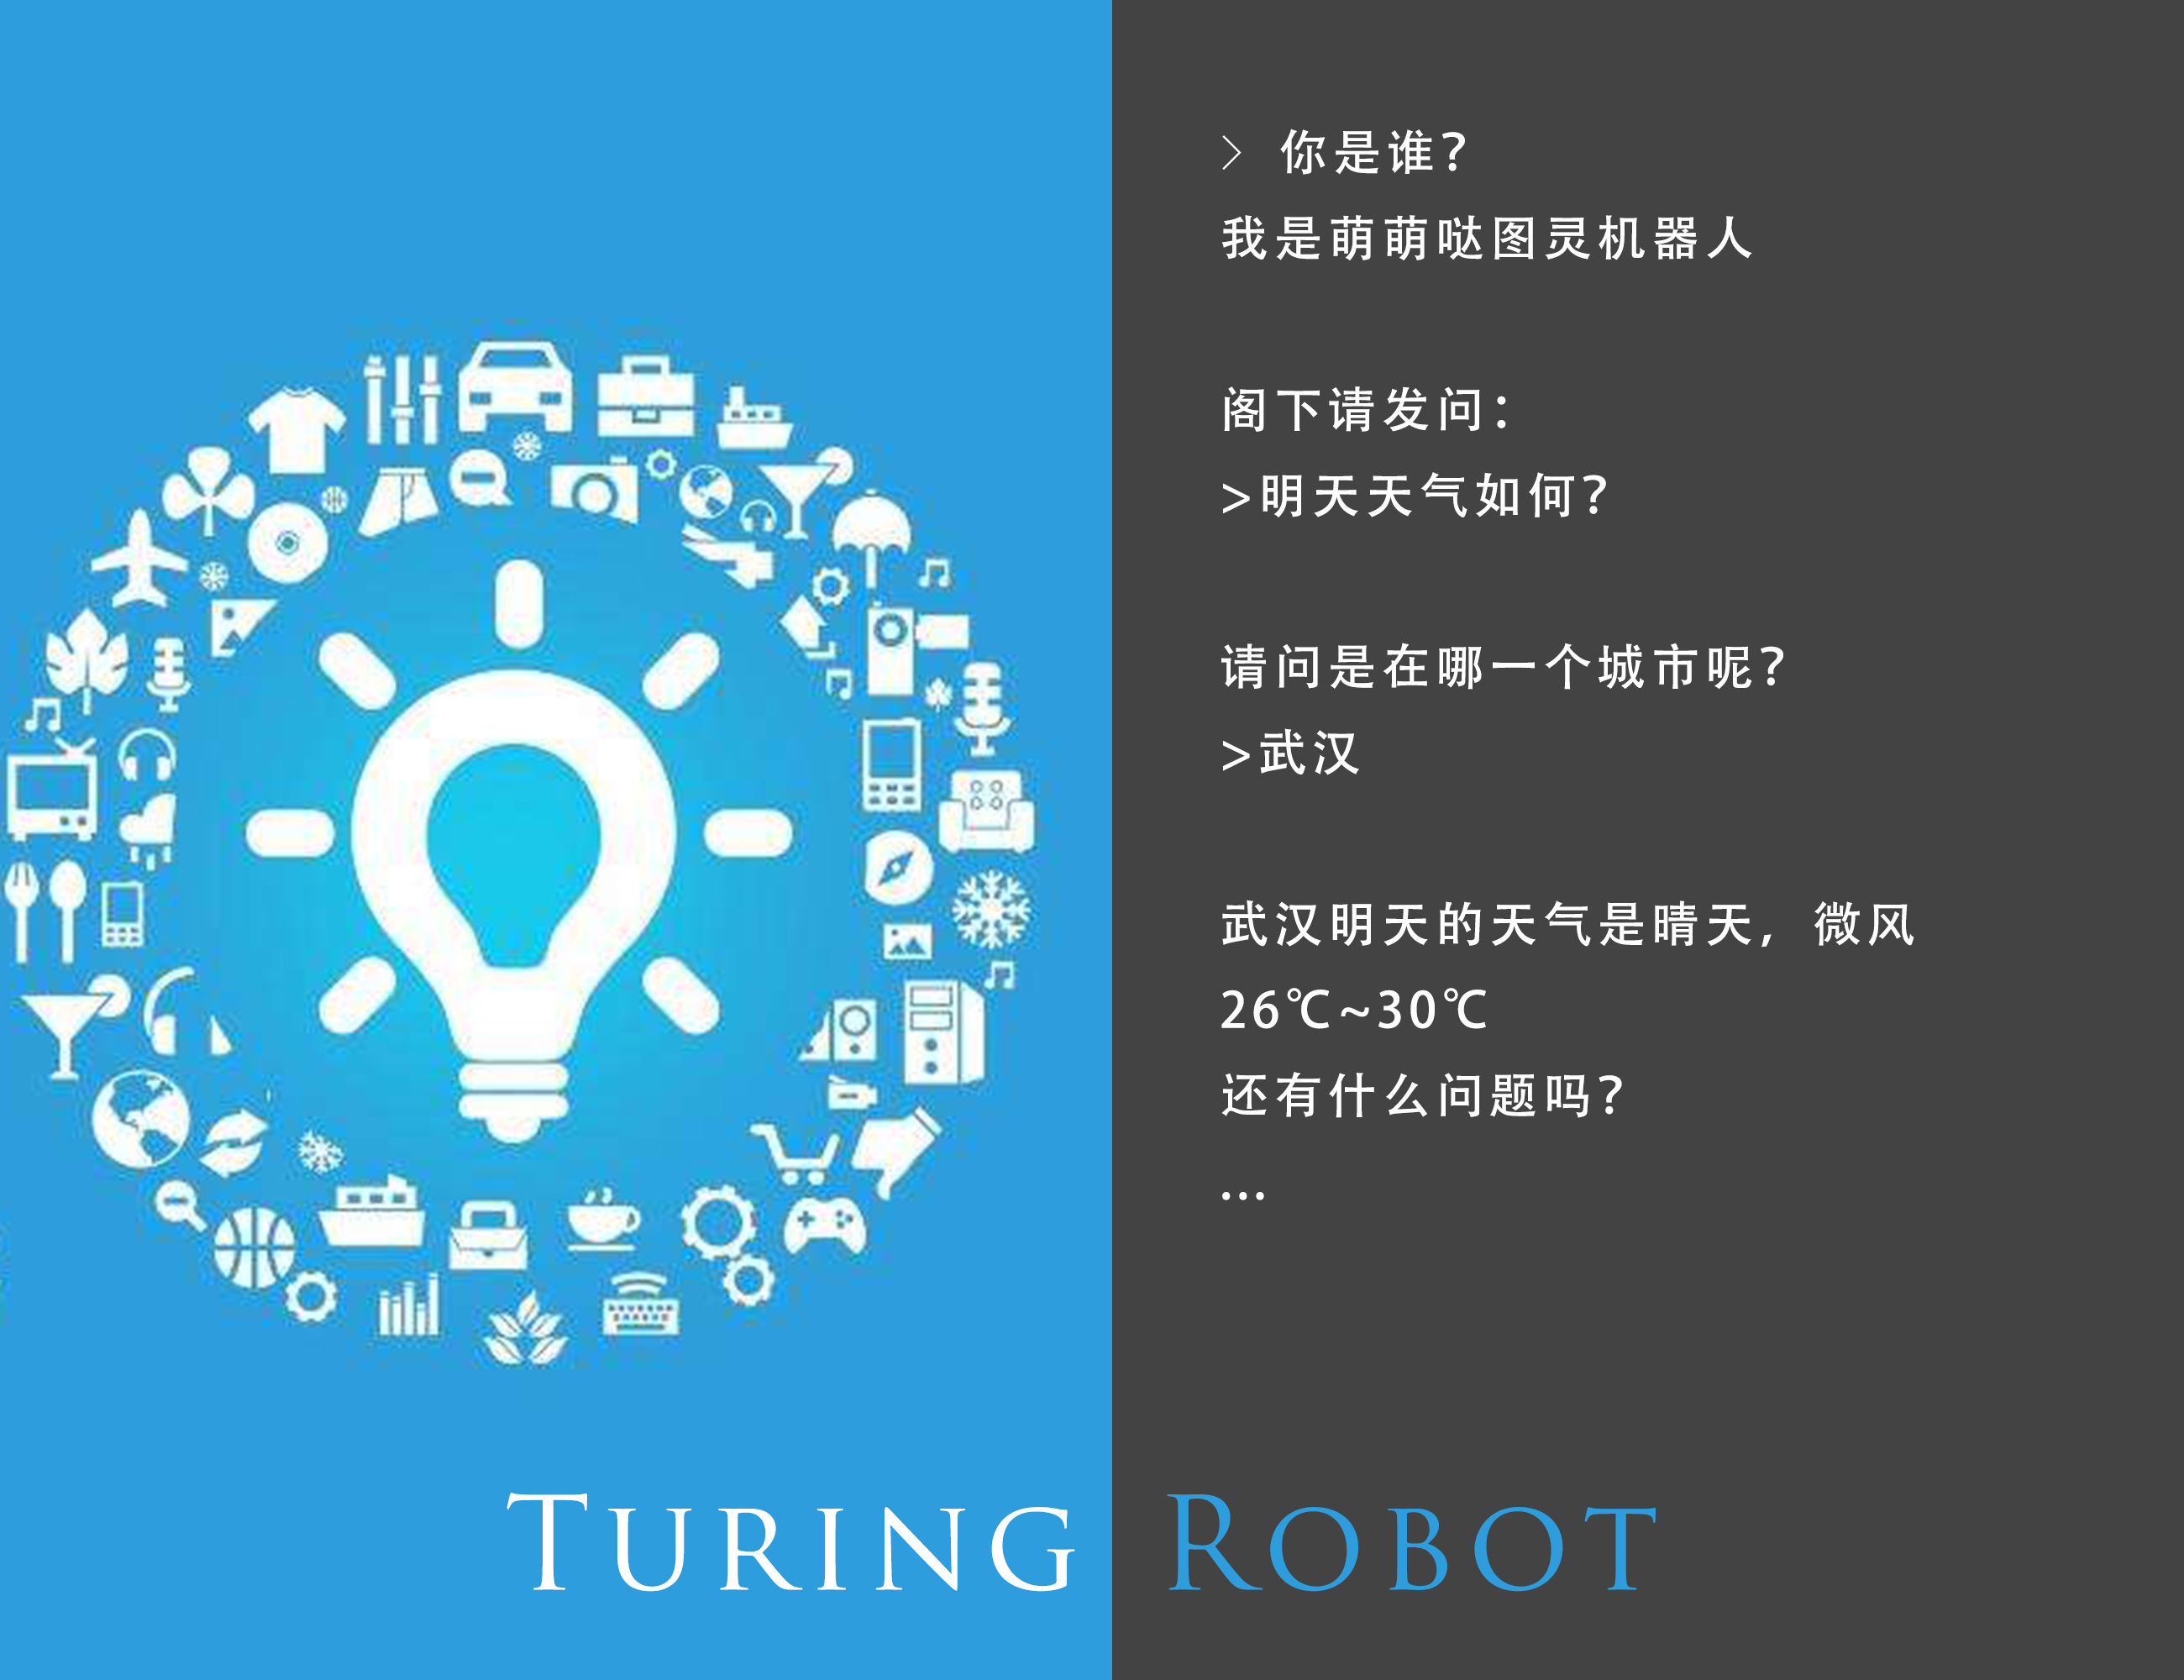 > 你是谁?
我是萌萌哒图灵机器人
阁下请发问:
>明天天气如何?
请问是在哪一个城市呢?
>武汉
武汉明天的天气是晴天, 微风
26℃~30℃
还有什么问题吗?
...
TURING ROBOT